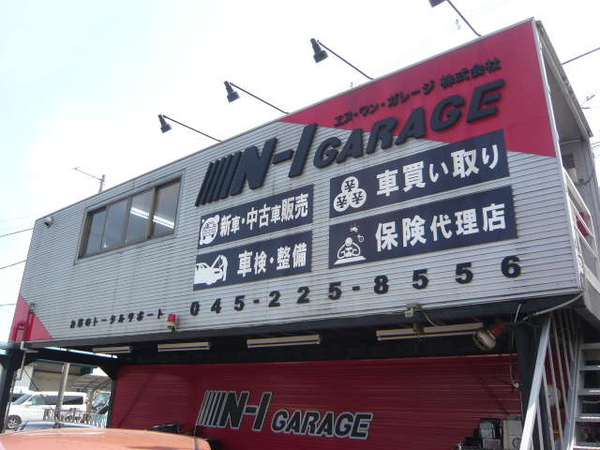 エヌ・ワン・ガレージ 株式会社
N-1 GARAGE
新車・中古車販売
車買い取り
車検・整備
保険代理店
お車のトータルサポート 045-225-8556
N-1 GARAGE